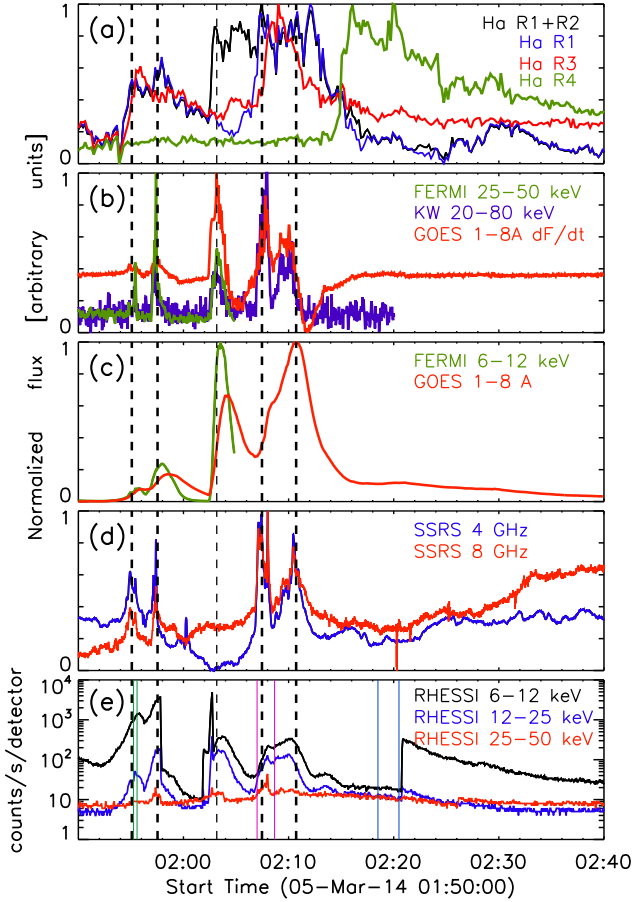 (a)
Ha R1+R2
Ha R1
Ha R3
Ha R4
1
0
(b)
FERMI 25-50 keV
KW 20-80 keV
GOES 1-8A dF/dt
1
0
(c)
FERMI 6-12 keV
GOES 1-8 A
1
0
Normalized flux [arbitrary units]
(d)
SSRS 4 GHz
SSRS 8 GHz
1
0
(e)
RHESSI 6-12 keV
RHESSI 12-25 keV
RHESSI 25-50 keV
10^4
10^3
10^2
10
1
counts/s/detector
02:00 02:10 02:20 02:30 02:40
Start Time (05-Mar-14 01:50:00)